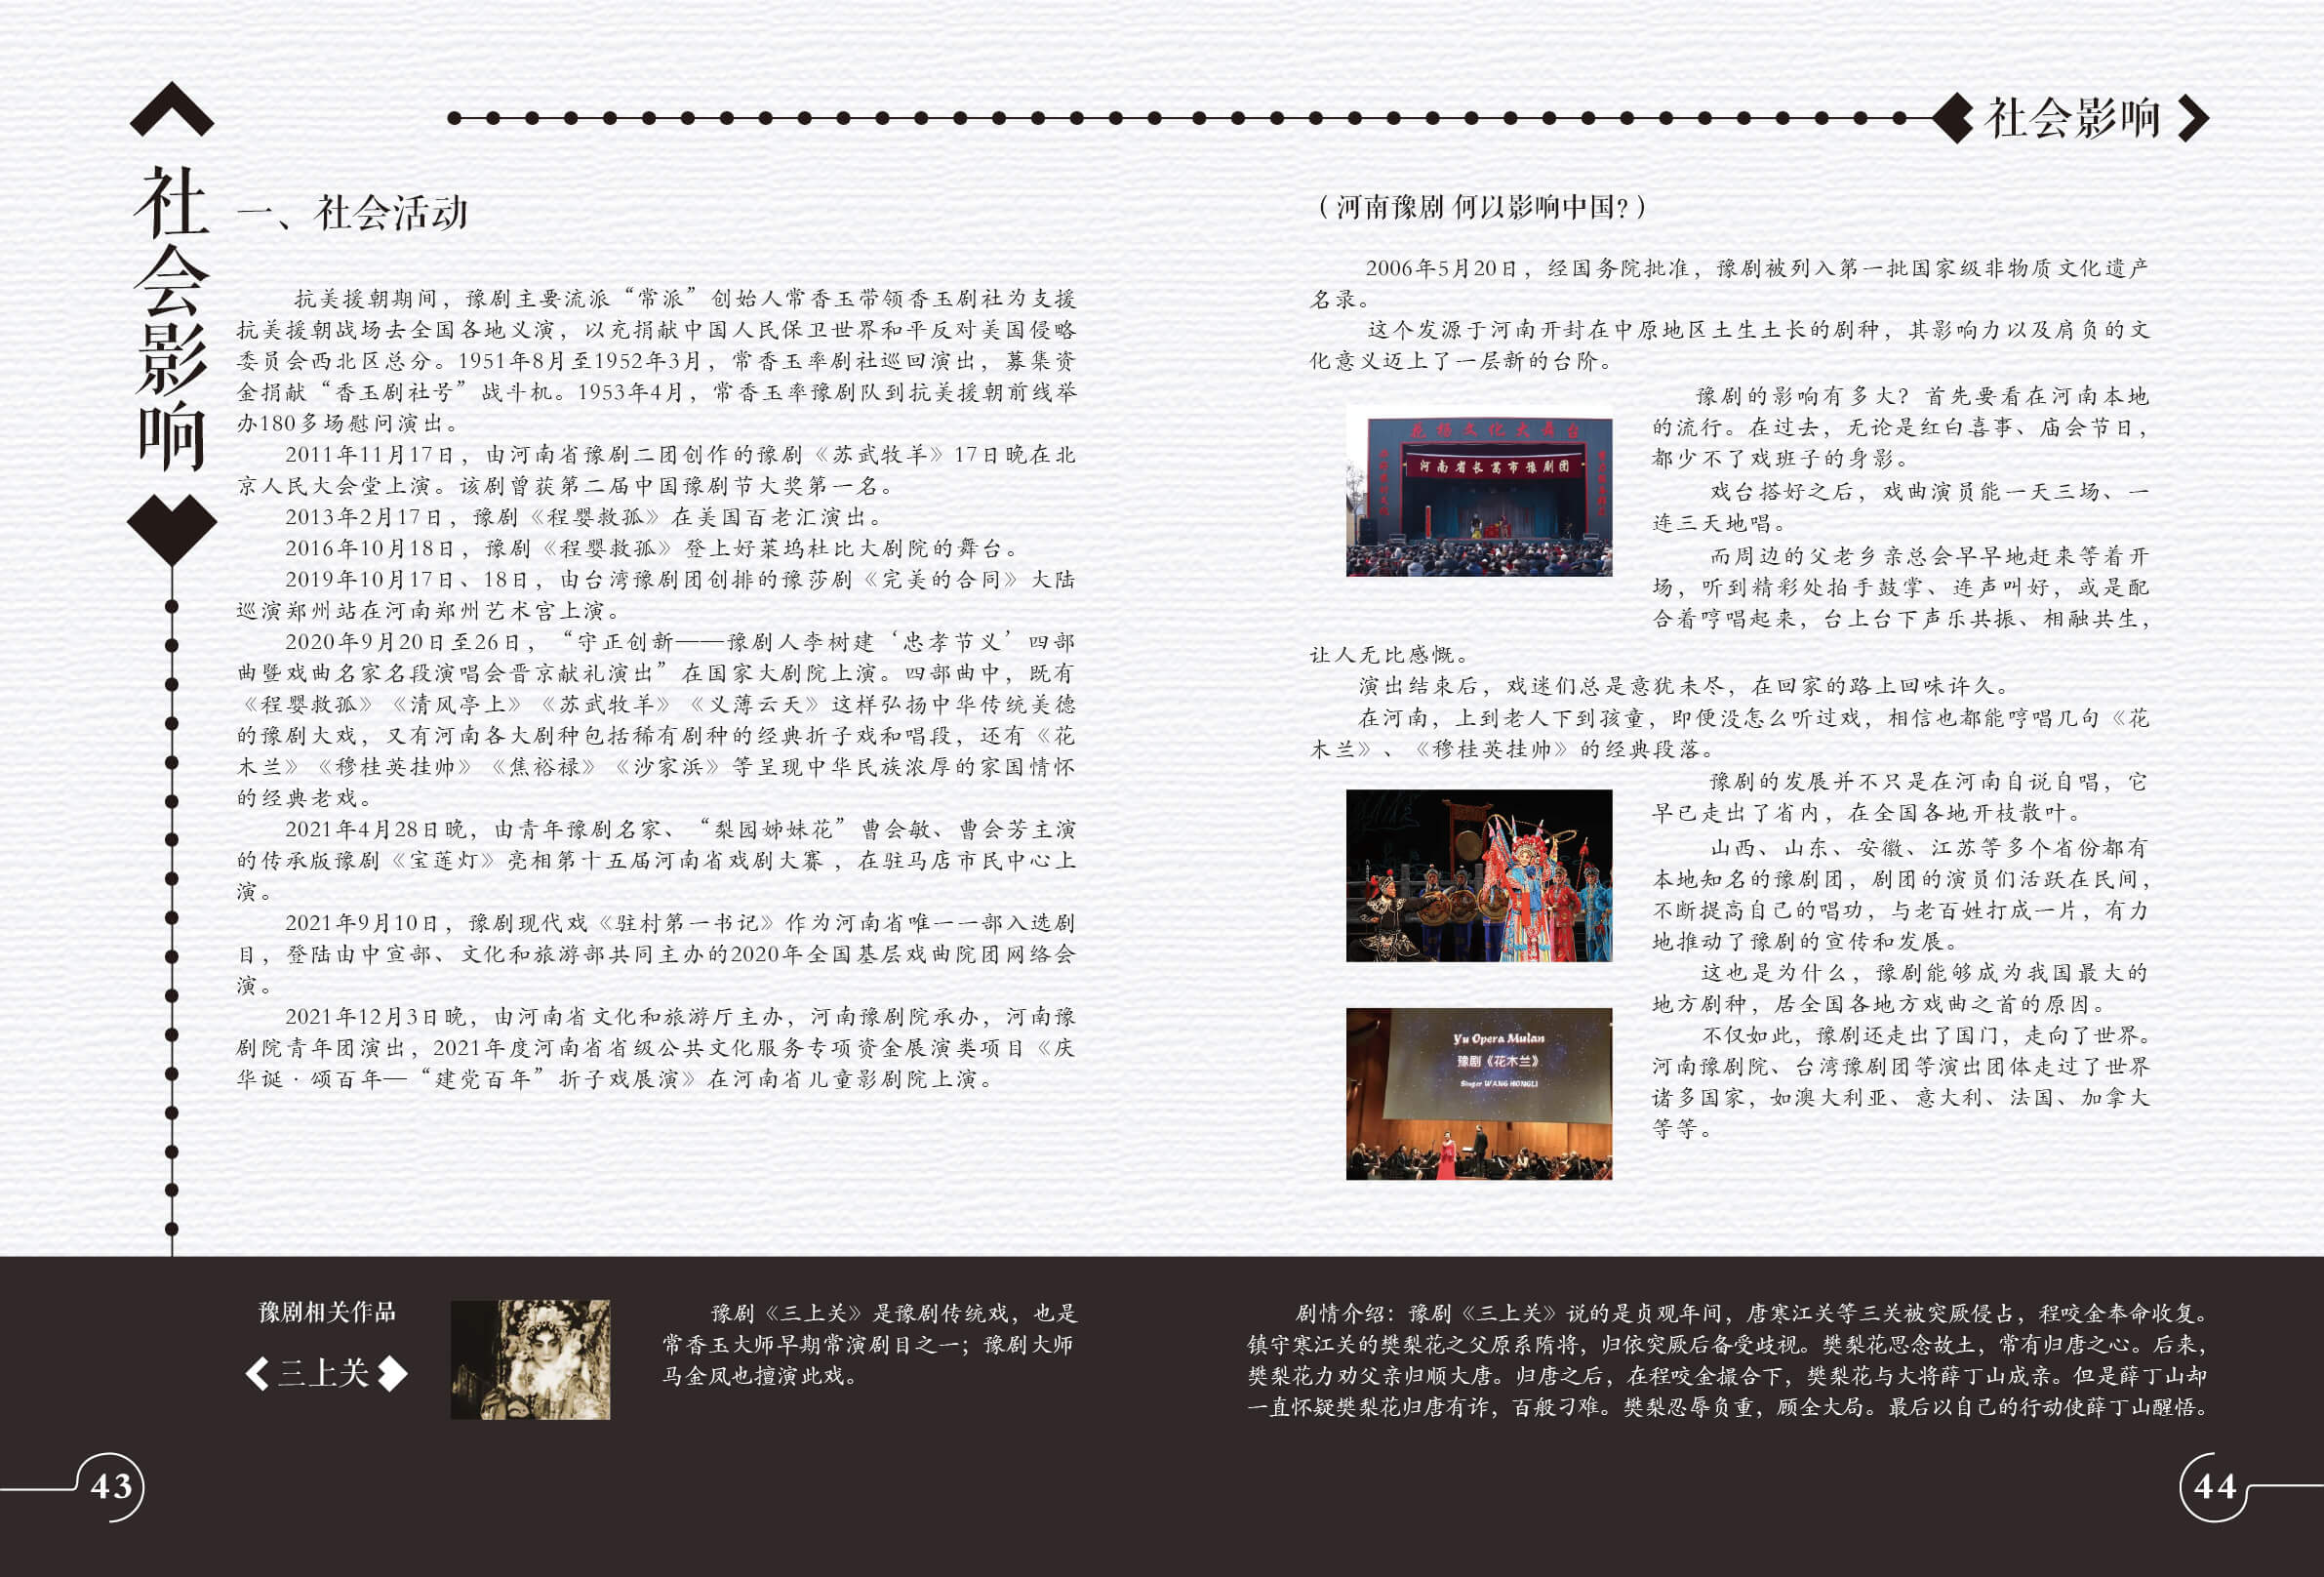 社会影响
一、社会活动
抗美援朝期间，豫剧主要流派“常派”创始人常香玉带领香玉剧社为支援
抗美援朝战场去全国各地义演，以充捐献中国人民保卫世界和平反对美国侵略
委员会西北区总分。1951年8月至1952年3月，常香玉率剧社巡回演出，募集资
金捐献“香玉剧社号”战斗机。1953年4月，常香玉率豫剧队到抗美援朝前线举
办180多场慰问演出。
2011年11月17日，由河南省豫剧二团创作的豫剧《苏武牧羊》17日晚在北
京人民大会堂上演。该剧曾获第二届中国豫剧节大奖第一名。
2013年2月17日，豫剧《程婴救孤》在美国百老汇演出。
2016年10月18日，豫剧《程婴救孤》登上好莱坞杜比大剧院的舞台。
2019年10月17日、18日，由台湾豫剧团创排的豫莎剧《完美的合同》大陆
巡演郑州站在河南郑州艺术宫上演。
2020年9月20日至26日，“守正创新——豫剧人李树建‘忠孝节义’四部
曲暨戏曲名家名段演唱会晋京献礼演出”在国家大剧院上演。四部曲中，既有
《程婴救孤》《清风亭上》《苏武牧羊》《义薄云天》这样弘扬中华传统美德
的豫剧大戏，又有河南各大剧种包括稀有剧种的经典折子戏和唱段，还有《花
木兰》《穆桂英挂帅》《焦裕禄》《沙家浜》等呈现中华民族浓厚的家国情怀
的经典老戏。
2021年4月28日晚，由青年豫剧名家、“梨园姊妹花”曹会敏、曹会芳主演
的传承版豫剧《宝莲灯》亮相第十五届河南省戏剧大赛，在驻马店市民中心上
演。
2021年9月10日，豫剧现代戏《驻村第一书记》作为河南省唯一一部入选剧
目，登陆由中宣部、文化和旅游部共同主办的2020年全国基层戏曲院团网络会
演。
2021年12月3日晚，由河南省文化和旅游厅主办，河南豫剧院承办，河南豫
剧院青年团演出，2021年度河南省省级公共文化服务专项资金展演类项目《庆
华诞·颂百年—“建党百年”折子戏展演》在河南省儿童影剧院上演。
社会影响
（河南豫剧 何以影响中国?）
2006年5月20日，经国务院批准，豫剧被列入第一批国家级非物质文化遗产
名录。
这个发源于河南开封在中原地区土生土长的剧种，其影响力以及肩负的文
化意义迈上了一层新的台阶。
河南省长葛市豫剧团
豫剧的影响有多大？首先要看在河南本地
的流行。在过去，无论是红白喜事、庙会节日，
都少不了戏班子的身影。
戏台搭好之后，戏曲演员能一天三场、一
连三天地唱。
而周边的父老乡亲总会早早地赶来等着开
场，听到精彩处拍手鼓掌、连声叫好，或是配
合着哼唱起来，台上台下声乐共振、相融共生，
让人无比感慨。
演出结束后，戏迷们总是意犹未尽，在回家的路上回味许久。
在河南，上到老人下到孩童，即便没怎么听过戏，相信也都能哼唱几句《花
木兰》、《穆桂英挂帅》的经典段落。
豫剧的发展并不只是在河南自说自唱，它
早已走出了省内，在全国各地开枝散叶。
山西、山东、安徽、江苏等多个省份都有
本地知名的豫剧团，剧团的演员们活跃在民间，
不断提高自己的唱功，与老百姓打成一片，有力
地推动了豫剧的宣传和发展。
这也是为什么，豫剧能够成为我国最大的
地方剧种，居全国各地方戏曲之首的原因。
不仅如此，豫剧还走出了国门，走向了世界。
河南豫剧院、台湾豫剧团等演出团体走过了世界
诸多国家，如澳大利亚、意大利、法国、加拿大
等等。
Yu Opera Mulan
豫剧《花木兰》
Singer WANG HONGLI
豫剧相关作品
三上关
豫剧《三上关》是豫剧传统戏，也是
常香玉大师早期常演剧目之一；豫剧大师
马金凤也擅演此戏。
剧情介绍：豫剧《三上关》说的是贞观年间，唐寒江关等三关被突厥侵占，程咬金奉命收复。
镇守寒江关的樊梨花之父原系隋将，归依突厥后备受歧视。樊梨花思念故土，常有归唐之心。后来，
樊梨花力劝父亲归顺大唐。归唐之后，在程咬金撮合下，樊梨花与大将薛丁山成亲。但是薛丁山却
一直怀疑樊梨花归唐有诈，百般刁难。樊梨忍辱负重，顾全大局。最后以自己的行动使薛丁山醒悟。
43
44